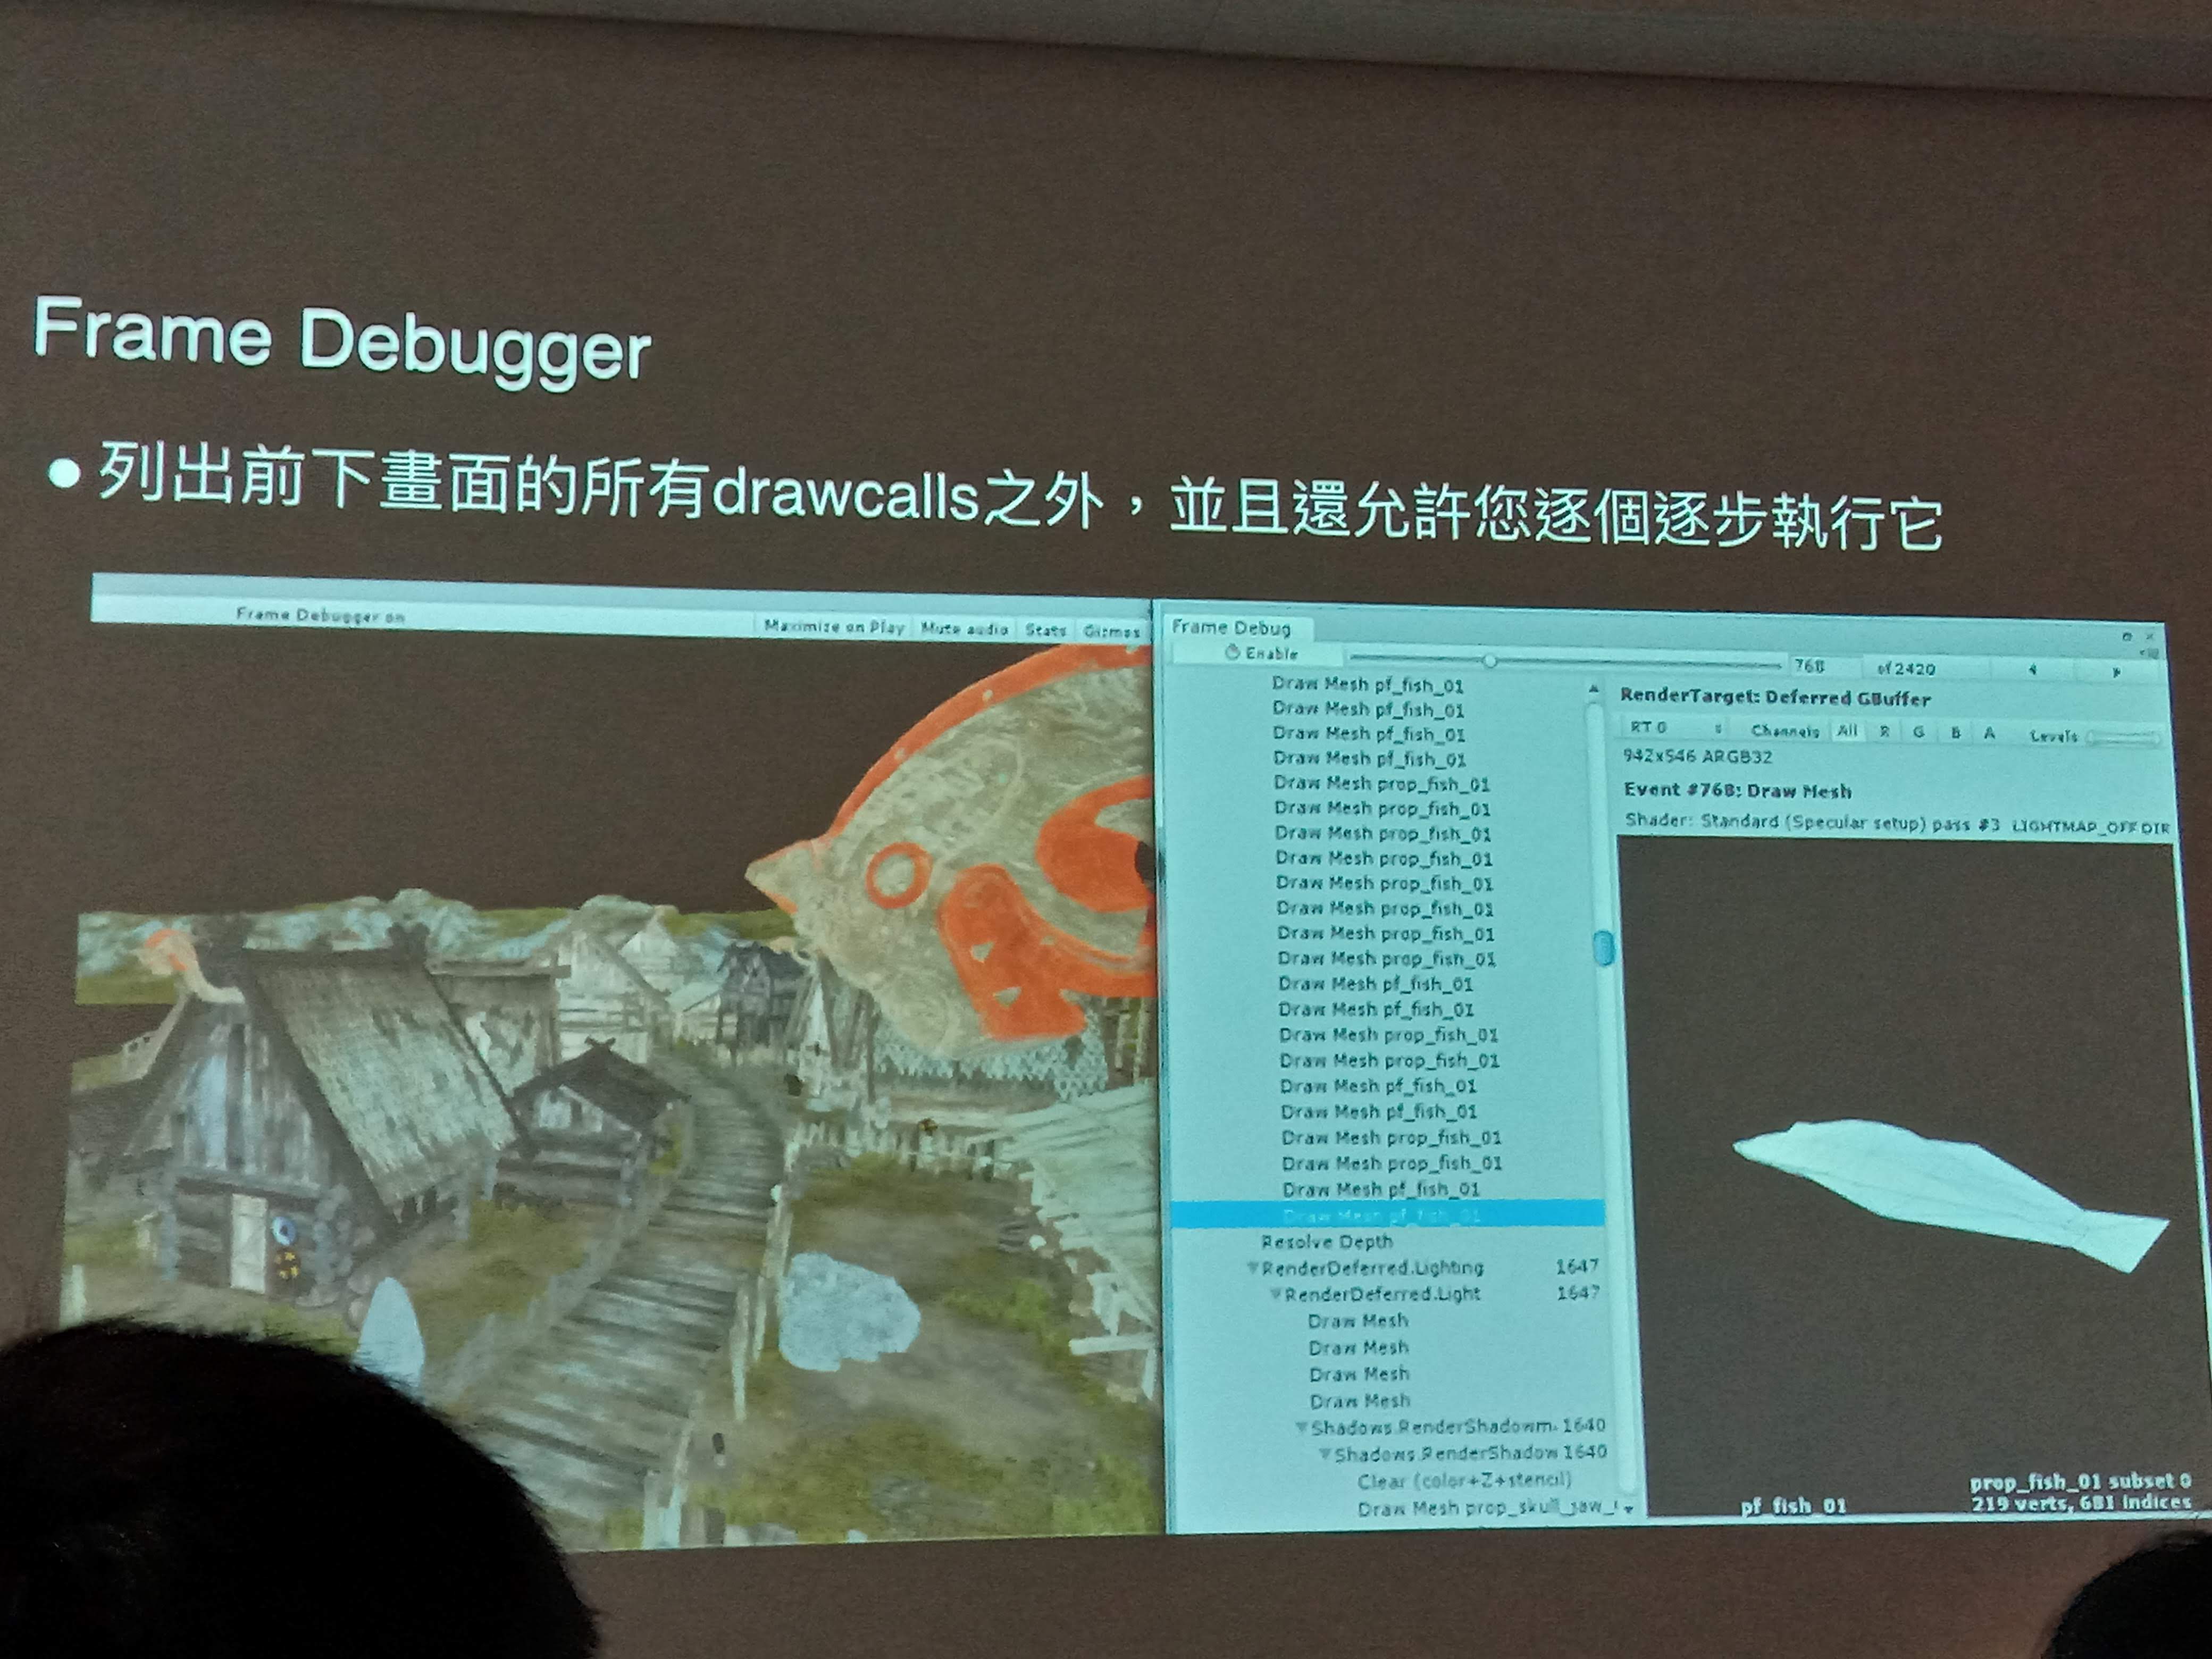 Frame Debugger
●列出前下畫面的所有drawcalls之外，並且還允許您逐個逐步執行它
Frame Debugger on
Maximize on Play Mute audio Stats Gizmos
Frame Debug
Enable 768 of 2420
Draw Mesh pf_fish_01
Draw Mesh pf_fish_01
Draw Mesh pf_fish_01
Draw Mesh pf_fish_01
Draw Mesh prop_fish_01
Draw Mesh prop_fish_01
Draw Mesh prop_fish_01
Draw Mesh prop_fish_01
Draw Mesh prop_fish_01
Draw Mesh prop_fish_01
Draw Mesh prop_fish_01
Draw Mesh prop_fish_01
Draw Mesh pf_fish_01
Draw Mesh pf_fish_01
Draw Mesh prop_fish_01
Draw Mesh prop_fish_01
Draw Mesh pf_fish_01
Draw Mesh pf_fish_01
Draw Mesh prop_fish_01
Draw Mesh prop_fish_01
Draw Mesh pf_fish_01
Draw Mesh pf_fish_01
Resolve Depth
RenderDeferred.Lighting 1647
RenderDeferred.Light 1647
Draw Mesh
Draw Mesh
Draw Mesh
Draw Mesh
Shadows.RenderShadowm 1640
Shadows.RenderShadow 1640
Clear (color+Z+stencil)
Draw Mesh prop_skull_jaw_
RenderTarget: Deferred GBuffer
RT 0 Channels All R G B A Levels
942x546 ARGB32
Event #768: Draw Mesh
Shader: Standard (Specular setup) pass #3 LIGHTMAP_OFF DIR
prop_fish_01 subset 0
pf_fish_01 219 verts, 681 indices